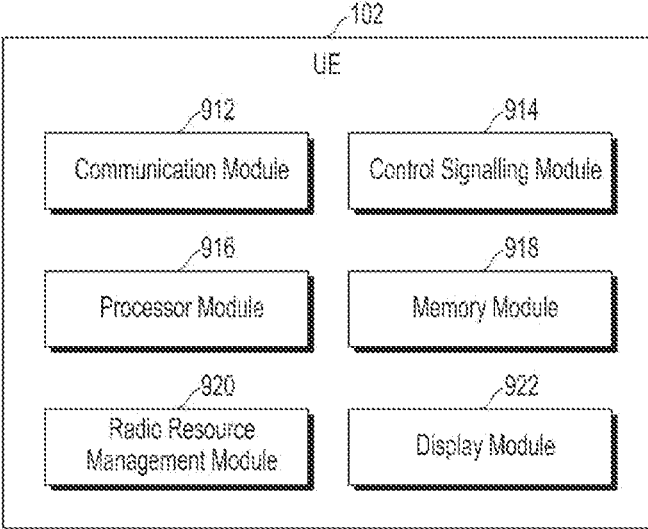 102
UE
912
914
Communication Module
Control Signalling Module
916
918
Processor Module
Memory Module
920
922
Radio Resource
Management Module
Display Module